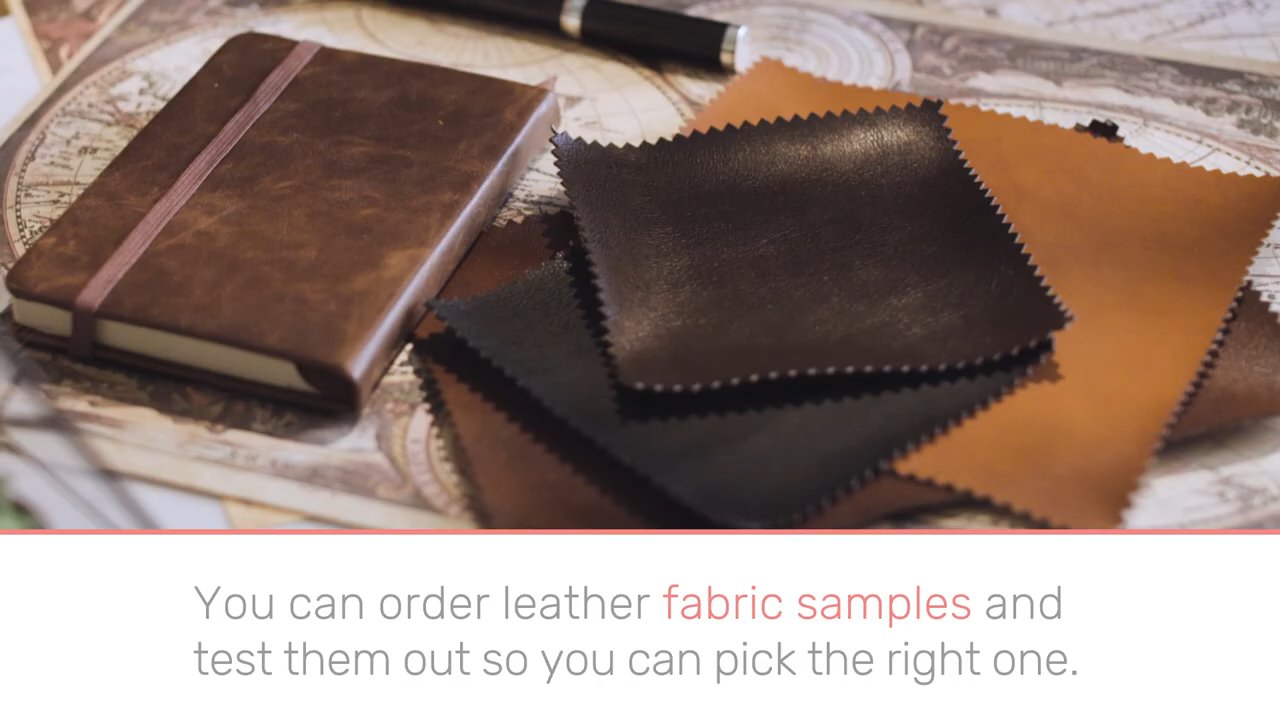 You can order leather fabric samples and
test them out so you can pick the right one.